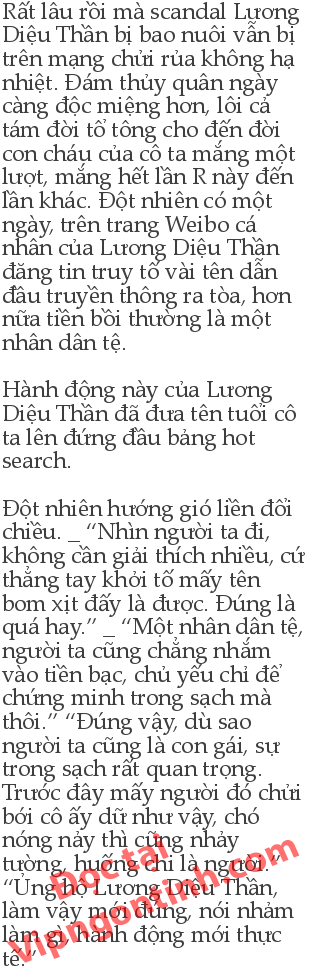 Rất lâu rồi mà scandal Lương
Diệu Thần bị bao nuôi vẫn bị
trên mạng chửi rủa không hạ
nhiệt. Đám thủy quân ngày
càng độc miệng hơn, lôi cả
tám đời tổ tông cho đến đời
con cháu của cô ta mắng một
lượt, mắng hết lần R này đến
lần khác. Đột nhiên có một
ngày, trên trang Weibo cá
nhân của Lương Diệu Thần
đăng tin truy tố vài tên dẫn
đầu truyền thông ra tòa, hơn
nữa tiền bồi thường là một
nhân dân tệ.
Hành động này của Lương
Diệu Thần đã đưa tên tuổi cô
ta lên đứng đầu bảng hot
search.
Đột nhiên hướng gió liền đổi
chiều. _ “Nhìn người ta đi,
không cần giải thích nhiều, cứ
thẳng tay khởi tố mấy tên
bom xịt đấy là được. Đúng là
quá hay.” _ “Một nhân dân tệ,
người ta cũng chẳng nhắm
vào tiền bạc, chủ yếu chỉ để
chứng minh trong sạch mà
thôi.” “Đúng vậy, dù sao
người ta cũng là con gái, sự
trong sạch rất quan trọng.
Trước đây mấy người đó chửi
bới cô ấy dữ như vậy, chó
nóng nảy thì cũng nhảy
tường, huống chi là người.”
“Ủng hộ Lương Diệu Thần,
làm vậy mới đúng, nói nhảm
làm gì, hành động mới thực
tế.”
Đọc tại
vipngontinh.com